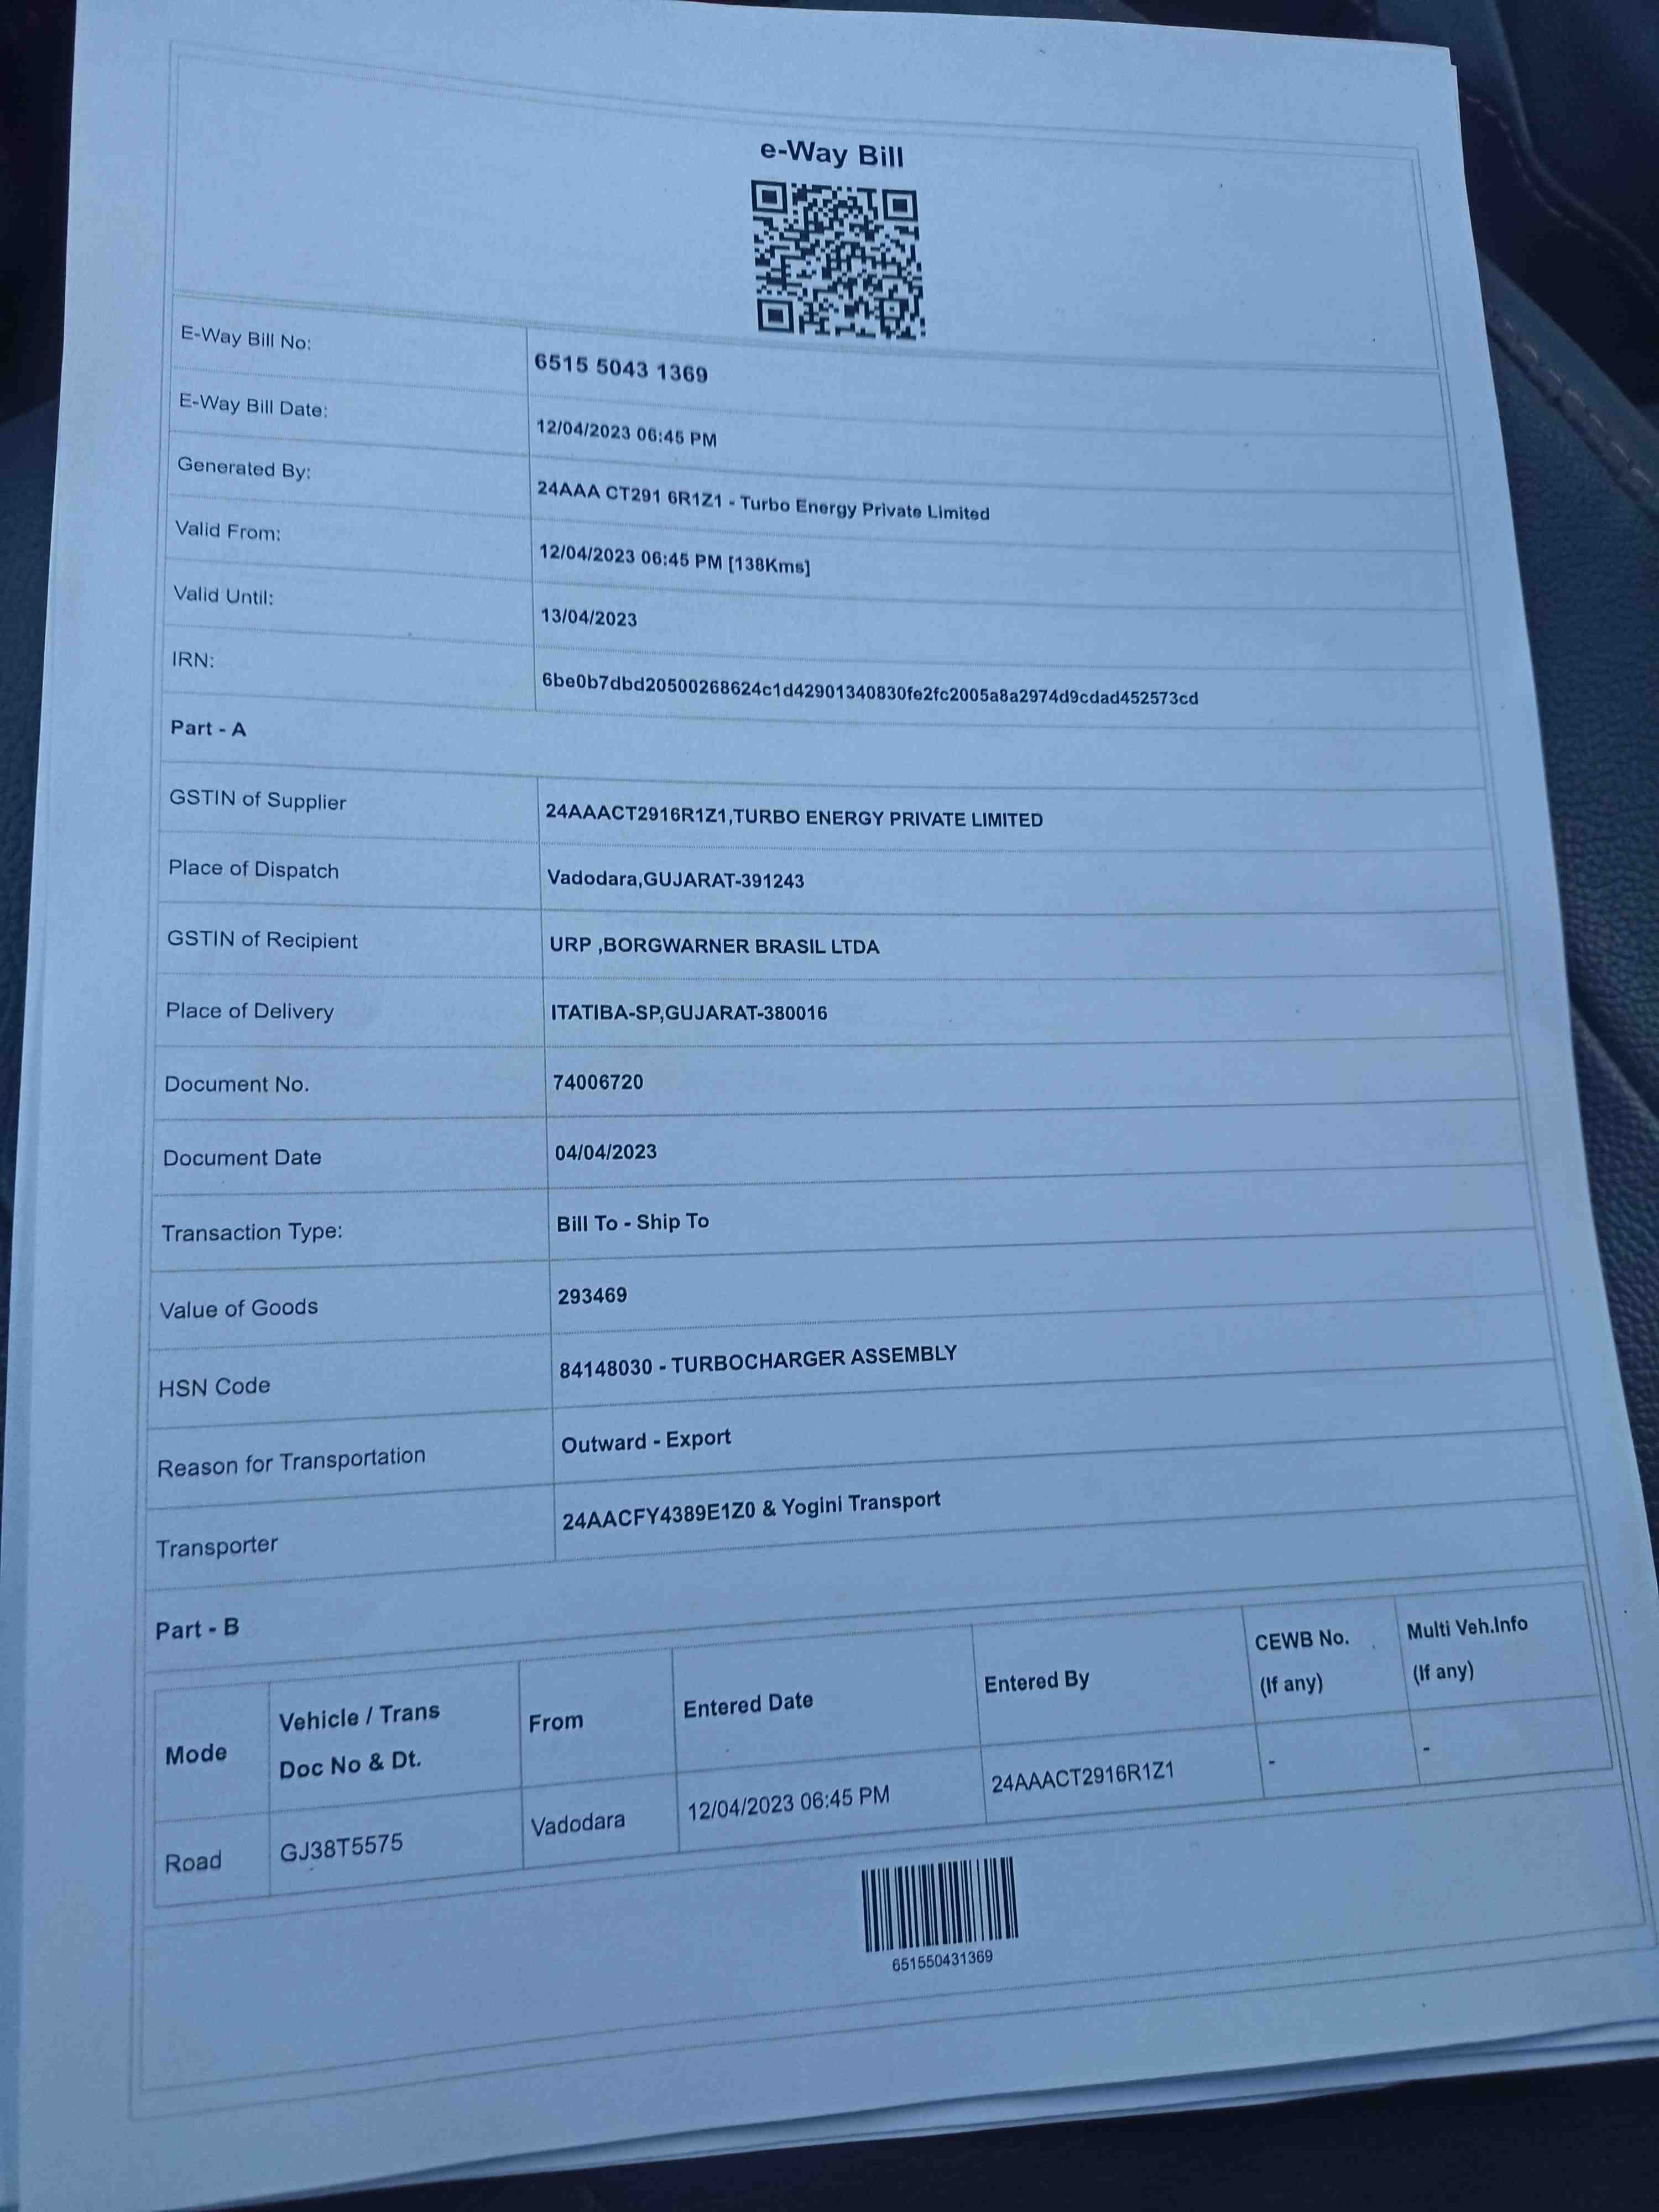 e-Way Bill
E-Way Bill No: 6515 5043 1369
E-Way Bill Date: 12/04/2023 06:45 PM
Generated By: 24AAA CT291 6R1Z1 - Turbo Energy Private Limited
Valid From: 12/04/2023 06:45 PM [138Kms]
Valid Until: 13/04/2023
IRN: 6be0b7dbd20500268624c1d42901340830fe2fc2005a8a2974d9cdad452573cd
Part - A
GSTIN of Supplier 24AAACT2916R1Z1,TURBO ENERGY PRIVATE LIMITED
Place of Dispatch Vadodara,GUJARAT-391243
GSTIN of Recipient URP ,BORGWARNER BRASIL LTDA
Place of Delivery ITATIBA-SP,GUJARAT-380016
Document No. 74006720
Document Date 04/04/2023
Transaction Type: Bill To - Ship To
Value of Goods 293469
HSN Code 84148030 - TURBOCHARGER ASSEMBLY
Reason for Transportation Outward - Export
Transporter 24AACFY4389E1Z0 & Yogini Transport
Part - B
Mode Vehicle / Trans Doc No & Dt. From Entered Date Entered By CEWB No. (If any) Multi Veh.Info (If any)
Road GJ38T5575 Vadodara 12/04/2023 06:45 PM 24AAACT2916R1Z1 - -
651550431369